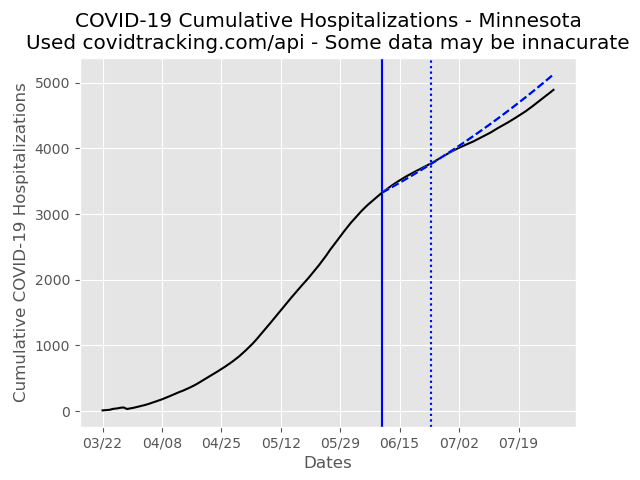 COVID-19 Cumulative Hospitalizations - Minnesota
Used covidtracking.com/api - Some data may be innacurate
Cumulative COVID-19 Hospitalizations
5000
4000
3000
2000
1000
0
03/22 04/08 04/25 05/12 05/29 06/15 07/02 07/19
Dates